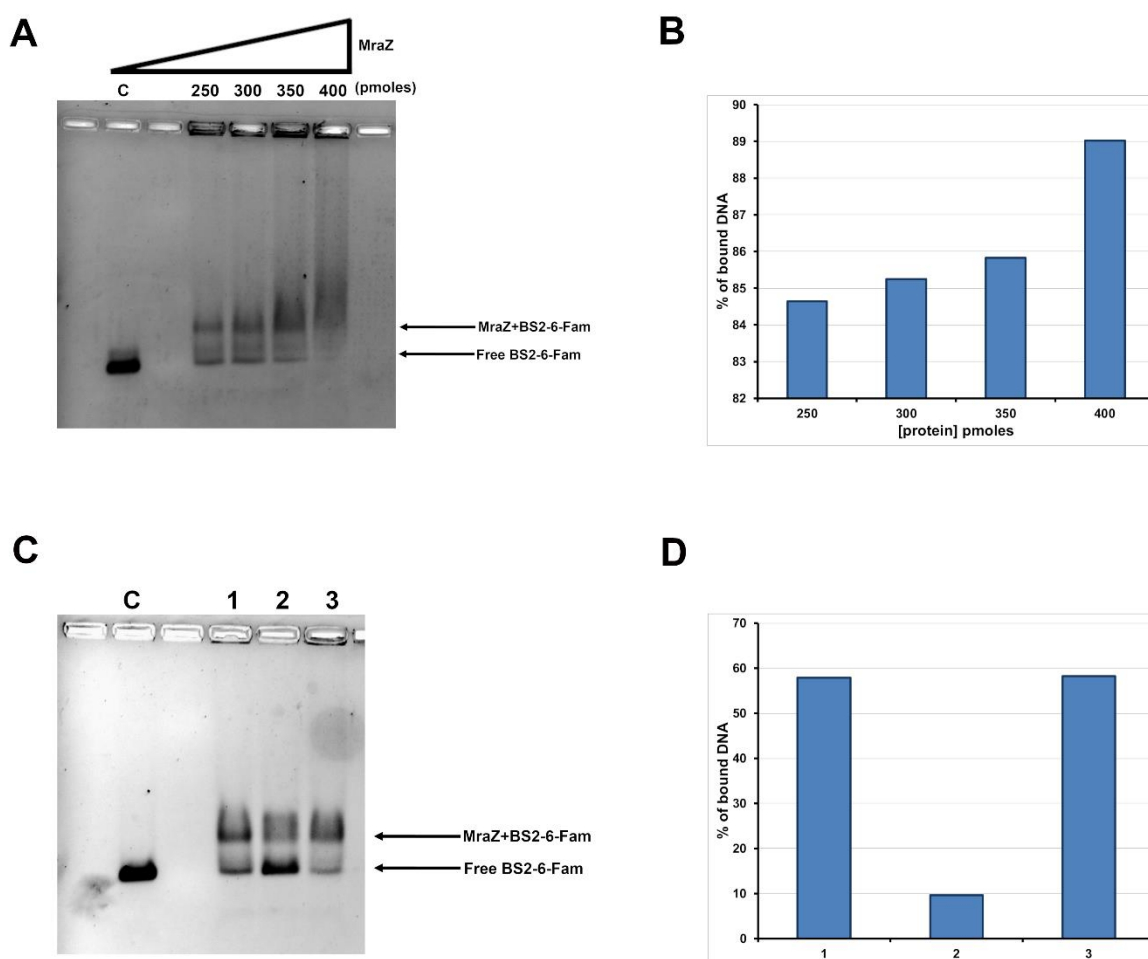 A
MraZ
C 250 300 350 400 (pmoles)
MraZ+BS2-6-Fam
Free BS2-6-Fam
B
90
89
88
87
86
85
84
83
82
% of bound DNA
250 300 350 400
[protein] pmoles
C
C 1 2 3
MraZ+BS2-6-Fam
Free BS2-6-Fam
D
70
60
50
40
30
20
10
0
% of bound DNA
1 2 3